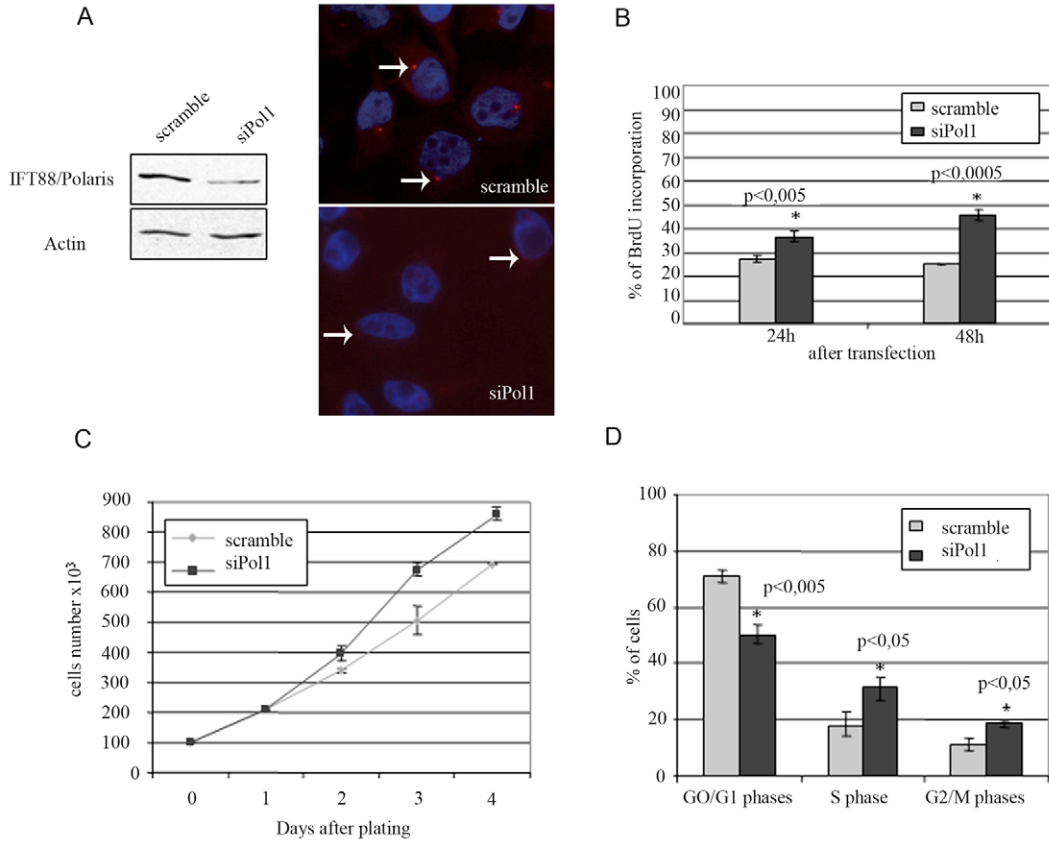 A
scramble
siPol1
IFT88/Polaris
Actin
scramble
siPol1
B
% of BrdU incorporation
100
90
80
70
60
50
40
30
20
10
0
scramble
siPol1
p<0,005
*
p<0,0005
*
24h
48h
after transfection
C
cells number x10³
900
800
700
600
500
400
300
200
100
0
scramble
siPol1
0 1 2 3 4
Days after plating
D
% of cells
100
80
60
40
20
0
scramble
siPol1
p<0,005
*
p<0,05
*
p<0,05
*
GO/G1 phases
S phase
G2/M phases